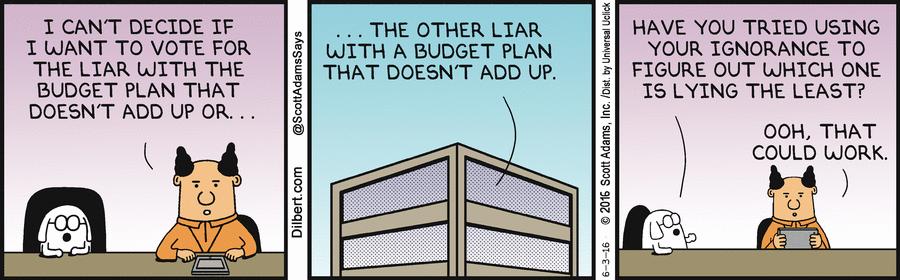 I CAN'T DECIDE IF
I WANT TO VOTE FOR
THE LIAR WITH THE
BUDGET PLAN THAT
DOESN'T ADD UP OR...
Dilbert.com @ScottAdamsSays
...THE OTHER LIAR
WITH A BUDGET PLAN
THAT DOESN'T ADD UP.
6-3-16 © 2016 Scott Adams, Inc. /Dist. by Universal Uclick
HAVE YOU TRIED USING
YOUR IGNORANCE TO
FIGURE OUT WHICH ONE
IS LYING THE LEAST?
OOH, THAT
COULD WORK.